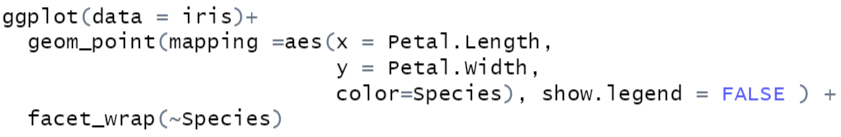 ggplot(data = iris)+
  geom_point(mapping =aes(x = Petal.Length,
                          y = Petal.Width,
                          color=Species), show.legend = FALSE ) +
  facet_wrap(~Species)